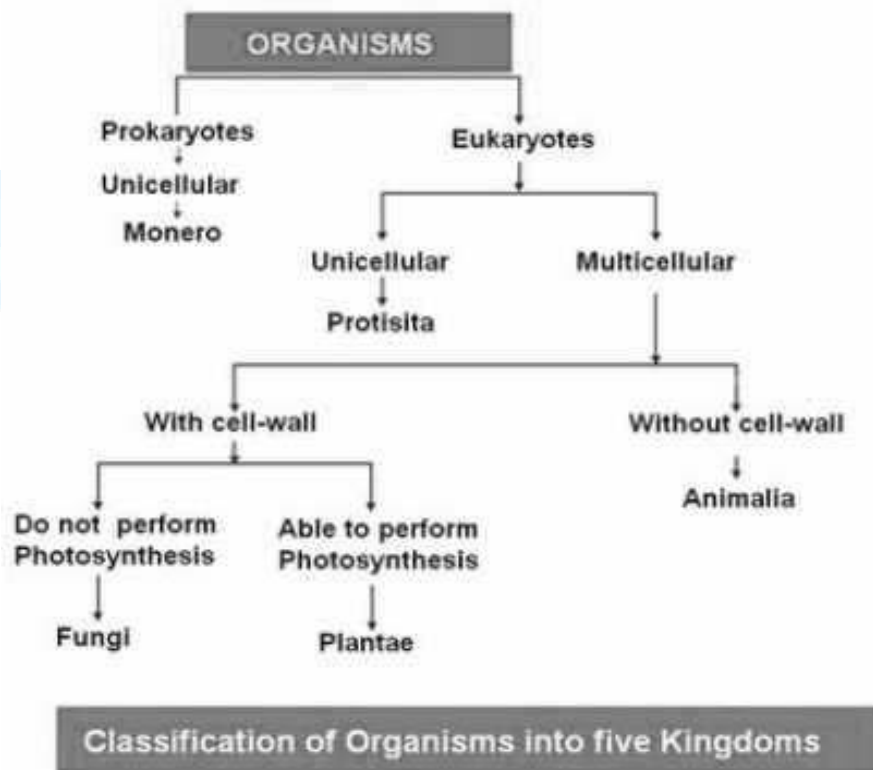 ORGANISMS
Prokaryotes
Eukaryotes
Unicellular
Monero
Unicellular
Multicellular
Protisita
With cell-wall
Without cell-wall
Animalia
Do not perform
Photosynthesis
Able to perform
Photosynthesis
Fungi
Plantae
Classification of Organisms into five Kingdoms